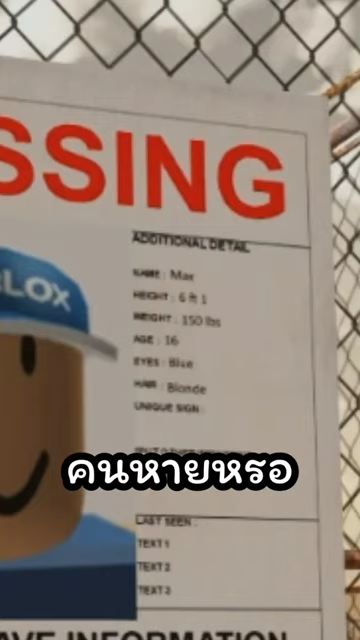 SSING
ADDITIONAL DETAIL
NAME : Max
HEIGHT : 6 ft 1
WEIGHT : 150 lbs
AGE : 16
EYES : Blue
HAIR : Blonde
UNIQUE SIGN :
LOX
คนหายหรอ
LAST SEEN :
TEXT 1
TEXT 2
TEXT 3
AVE INFORMATION